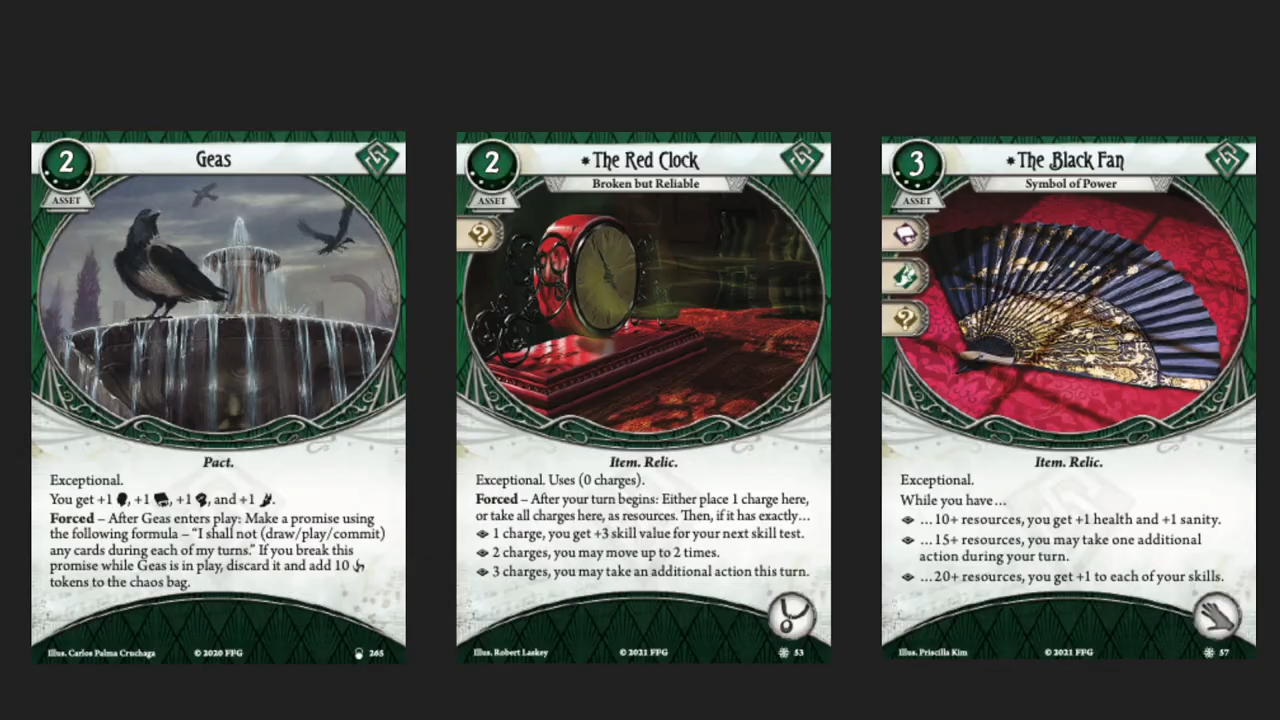 2
Geas
ASSET
Pact.
Exceptional.
You get +1 , +1 , +1 , and +1 .
Forced – After Geas enters play: Make a promise using
the following formula – “I shall not (draw/play/commit)
any cards during each of my turns.” If you break this
promise while Geas is in play, discard it and add 10
tokens to the chaos bag.
Illus. Carlos Palma Cruchaga © 2020 FFG 265
2
The Red Clock
Broken but Reliable
ASSET
?
Item. Relic.
Exceptional. Uses (0 charges).
Forced – After your turn begins: Either place 1 charge here,
or take all charges here, as resources. Then, if it has exactly…
1 charge, you get +3 skill value for your next skill test.
2 charges, you may move up to 2 times.
3 charges, you may take an additional action this turn.
Illus. Robert Laskey © 2021 FFG 53
3
The Black Fan
Symbol of Power
ASSET
?
Item. Relic.
Exceptional.
While you have…
…10+ resources, you get +1 health and +1 sanity.
…15+ resources, you may take one additional
action during your turn.
…20+ resources, you get +1 to each of your skills.
Illus. Priscilla Kim © 2021 FFG 57